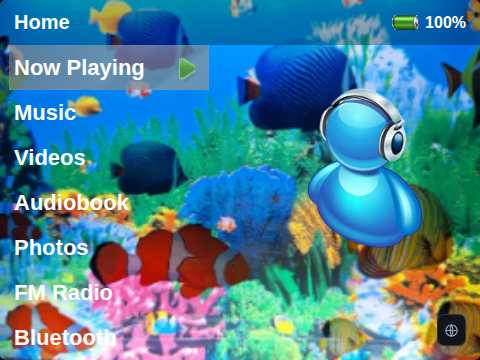 Home
100%
Now Playing
Music
Videos
Audiobook
Photos
FM Radio
Bluetooth